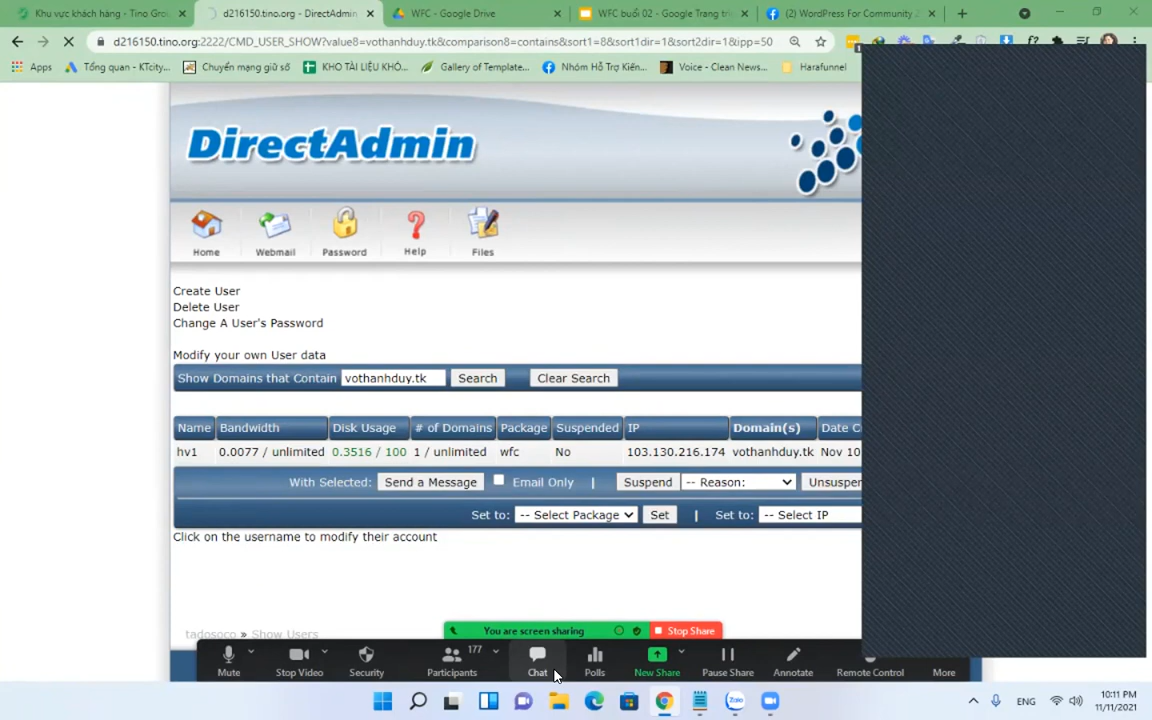 Khu vực khách hàng - Tino Gro
d216150.tino.org - DirectAdmin
WFC - Google Drive
WFC buổi 02 - Google Trang tr
(2) WordPress For Community 2
d216150.tino.org:2222/CMD_USER_SHOW?value8=vothanhduy.tk&comparison8=contains&sort1=8&sort1dir=1&sort2dir=1&ipp=50
Apps
Tổng quan - KTcity...
Chuyển mạng giữ số
KHO TÀI LIỆU KHÓ...
Gallery of Template...
Nhóm Hỗ Trợ Kiến...
Voice - Clean News...
Harafunnel
DirectAdmin
Home Webmail Password Help Files
Create User
Delete User
Change A User's Password
Modify your own User data
Show Domains that Contain vothanhduy.tk Search Clear Search
Name Bandwidth Disk Usage # of Domains Package Suspended IP Domain(s) Date C
hv1 0.0077 / unlimited 0.3516 / 100 1 / unlimited wfc No 103.130.216.174 vothanhduy.tk Nov 10
With Selected: Send a Message Email Only | Suspend -- Reason: Unsuspen
Set to: -- Select Package Set | Set to: -- Select IP
Click on the username to modify their account
tadosoco » Show Users
You are screen sharing Stop Share
177
Mute Stop Video Security Participants Chat Polls New Share Pause Share Annotate Remote Control More
Zalo
ENG
10:11 PM
11/11/2021